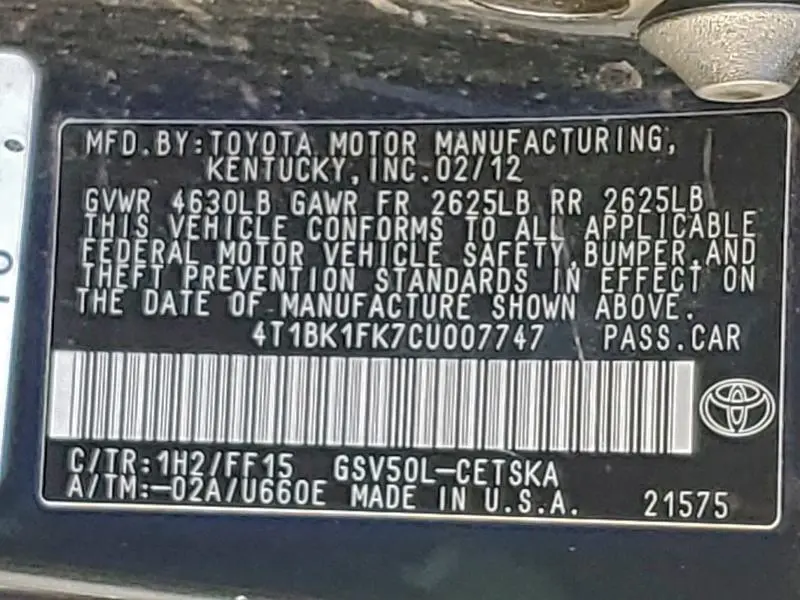 MFD.BY:TOYOTA MOTOR MANUFACTURING,
KENTUCKY,INC.02/12
GVWR 4630LB GAWR FR 2625LB RR 2625LB
THIS VEHICLE CONFORMS TO ALL APPLICABLE
FEDERAL MOTOR VEHICLE SAFETY,BUMPER,AND
THEFT PREVENTION STANDARDS IN EFFECT ON
THE DATE OF MANUFACTURE SHOWN ABOVE.
4T1BK1FK7CU007747 PASS.CAR
C/TR:1H2/FF15 GSV50L-CETSKA
A/TM:-02A/U660E MADE IN U.S.A. 21575